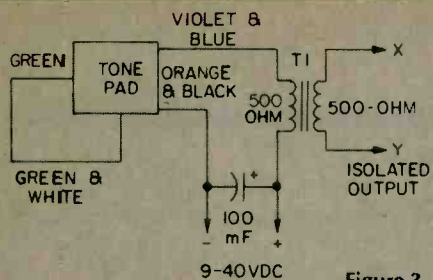 VIOLET &
BLUE
T1
X
GREEN
TONE
PAD
ORANGE
& BLACK
500
OHM
500-OHM
Y
GREEN &
WHITE
ISOLATED
OUTPUT
+
100
mF
-
+
9-40VDC
Figure 2